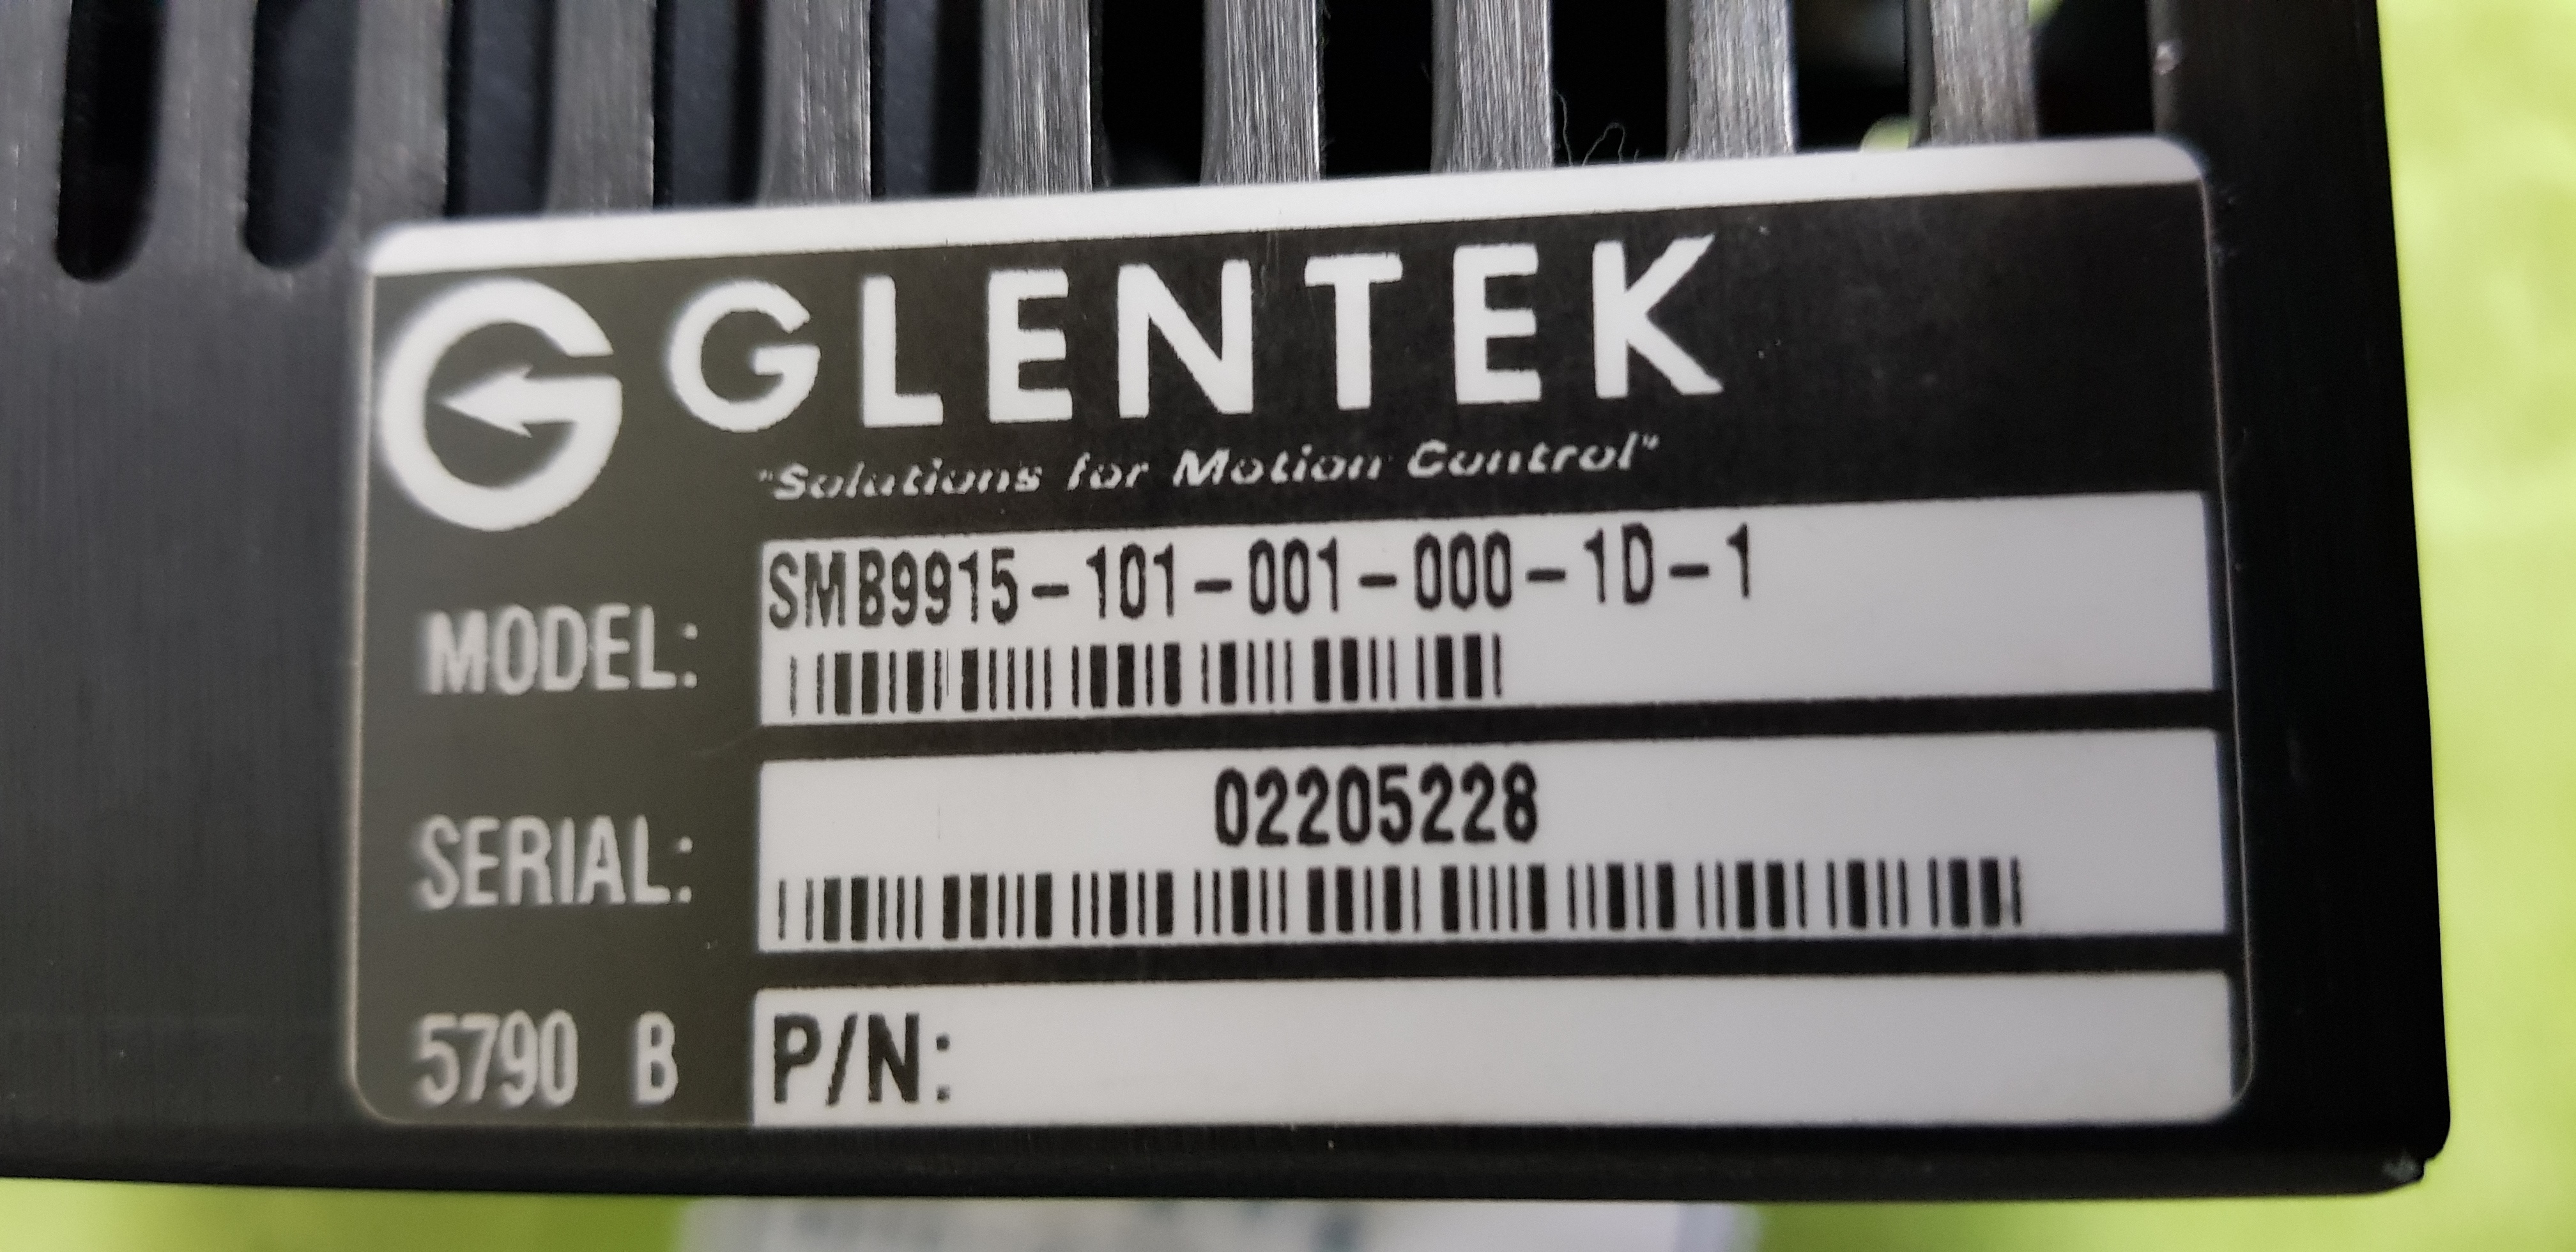 GLENTEK
"Solutions for Motion Control"
MODEL: SMB9915-101-001-000-1D-1
SERIAL: 02205228
5790 B P/N: